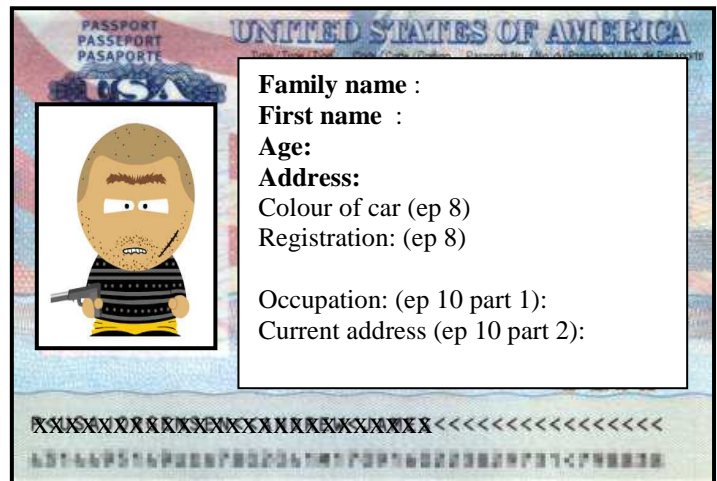 PASSPORT
PASSEPORT
PASAPORTE
UNITED STATES OF AMERICA
USA
Family name :
First name :
Age:
Address:
Colour of car (ep 8)
Registration: (ep 8)
Occupation: (ep 10 part 1):
Current address (ep 10 part 2):
<<<<<<<<<<<<<<<<<